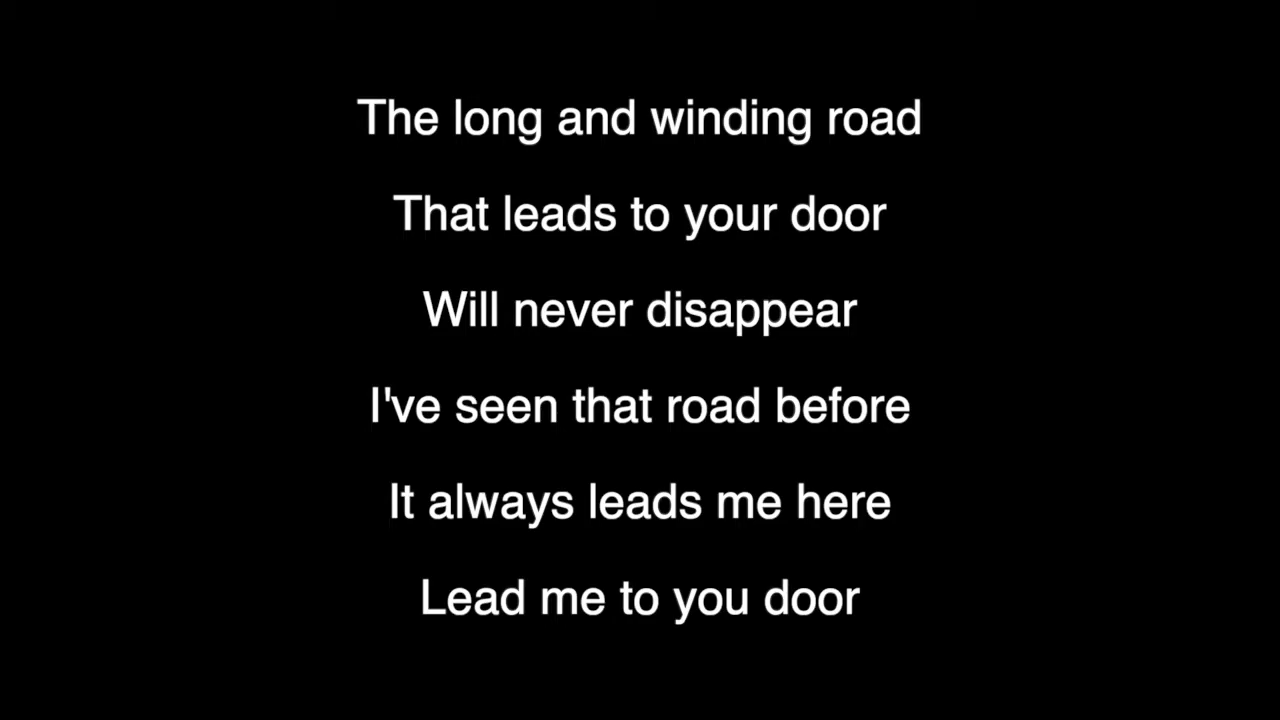 The long and winding road
That leads to your door
Will never disappear
I've seen that road before
It always leads me here
Lead me to you door